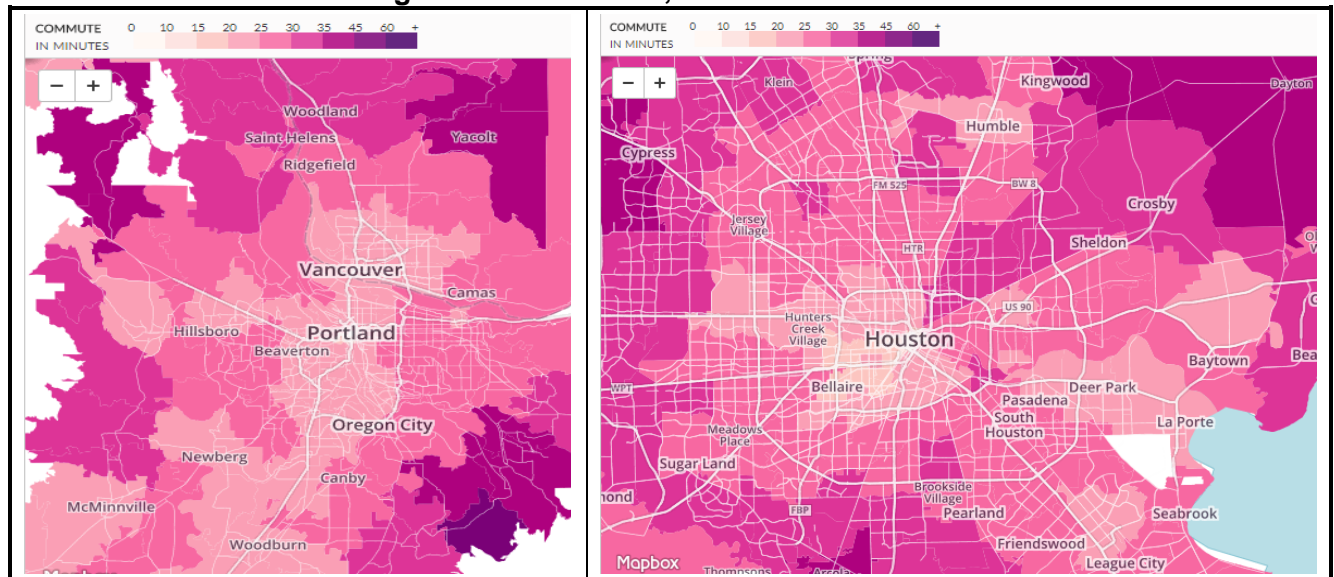 COMMUTE 0 10 15 20 25 30 35 45 60 +
IN MINUTES
− +
Woodland
Saint Helens
Yacolt
Ridgefield
Vancouver
Camas
Hillsboro
Portland
Beaverton
Oregon City
Newberg
Canby
McMinnville
Woodburn
COMMUTE 0 10 15 20 25 30 35 45 60 +
IN MINUTES
− +
Spring
Klein
Kingwood
Dayton
Humble
Cypress
FM 525
BW 8
Crosby
Jersey
Village
Sheldon
HTR
US 90
Hunters
Creek
Village
Houston
Baytown
Bellaire
WPT
Deer Park
Pasadena
South
Houston
La Porte
Meadows
Place
Sugar Land
Brookside
Village
FBP
Pearland
Seabrook
Friendswood
Mapbox
League City